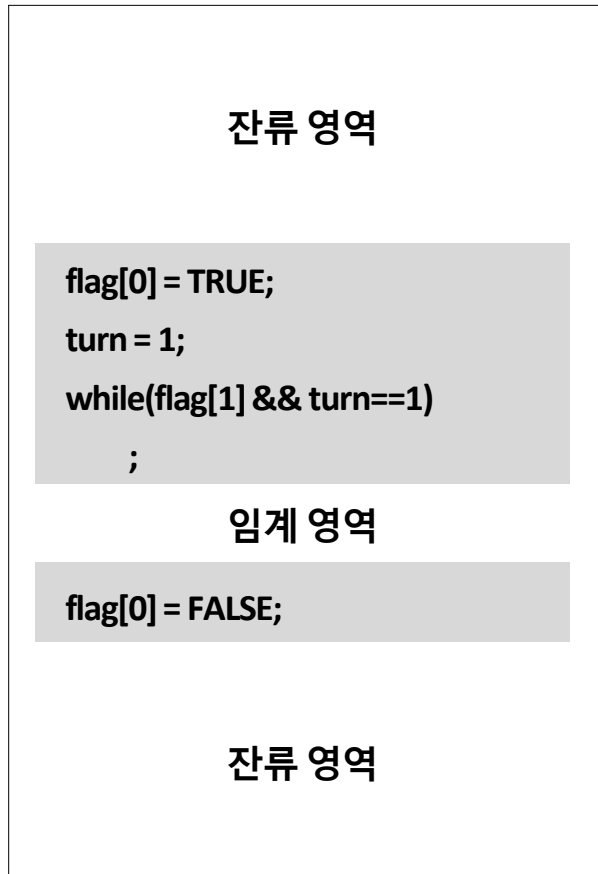 잔류 영역
flag[0] = TRUE;
turn = 1;
while(flag[1] && turn==1)
;
임계 영역
flag[0] = FALSE;
잔류 영역